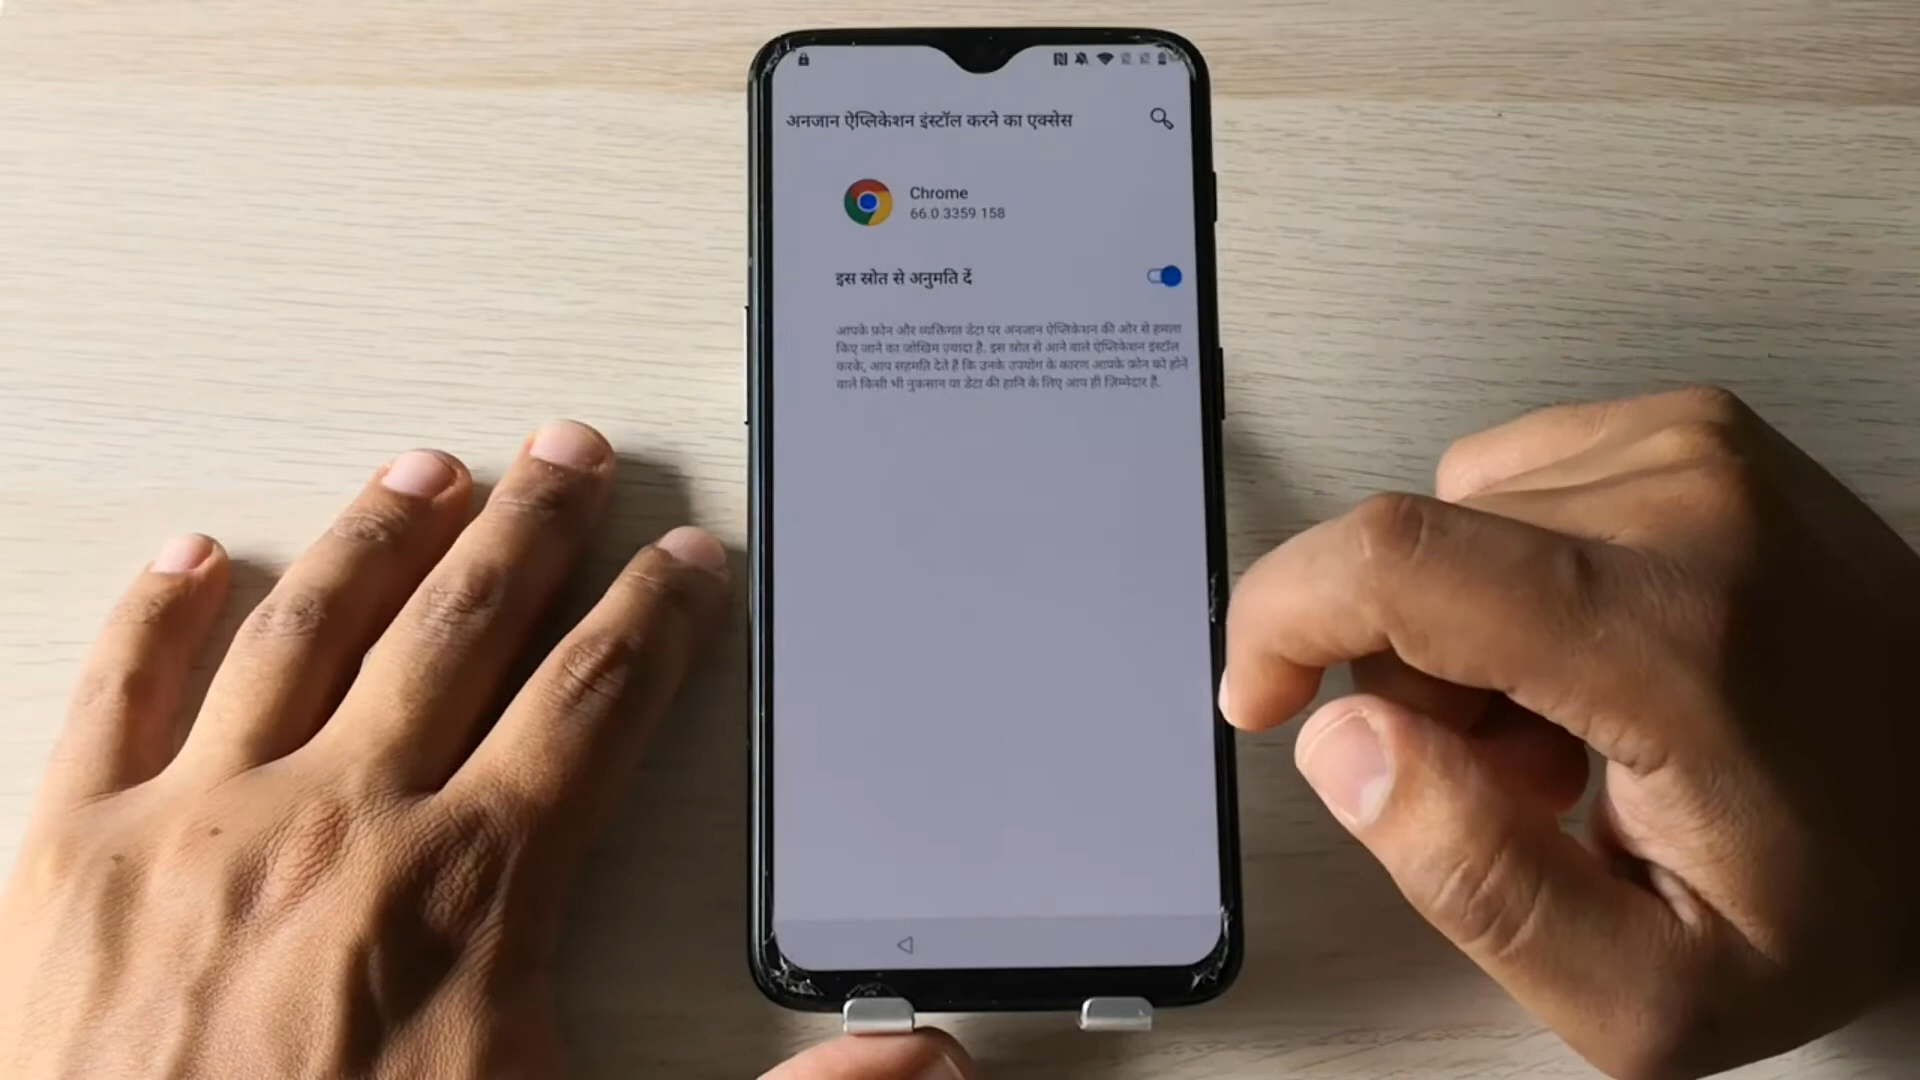 अनजान ऐप्लिकेशन इंस्टॉल करने का एक्सेस
Chrome
66.0.3359.158
इस स्रोत से अनुमति दें
आपके फ़ोन और व्यक्तिगत डेटा पर अनजान ऐप्लिकेशन की ओर से हमला
किए जाने का जोखिम ज़्यादा है. इस स्रोत से आने वाले ऐप्लिकेशन इंस्टॉल
करके, आप सहमति देते हैं कि उनके उपयोग के कारण आपके फ़ोन को होने
वाले किसी भी नुकसान या डेटा की हानि के लिए आप ही ज़िम्मेदार हैं.